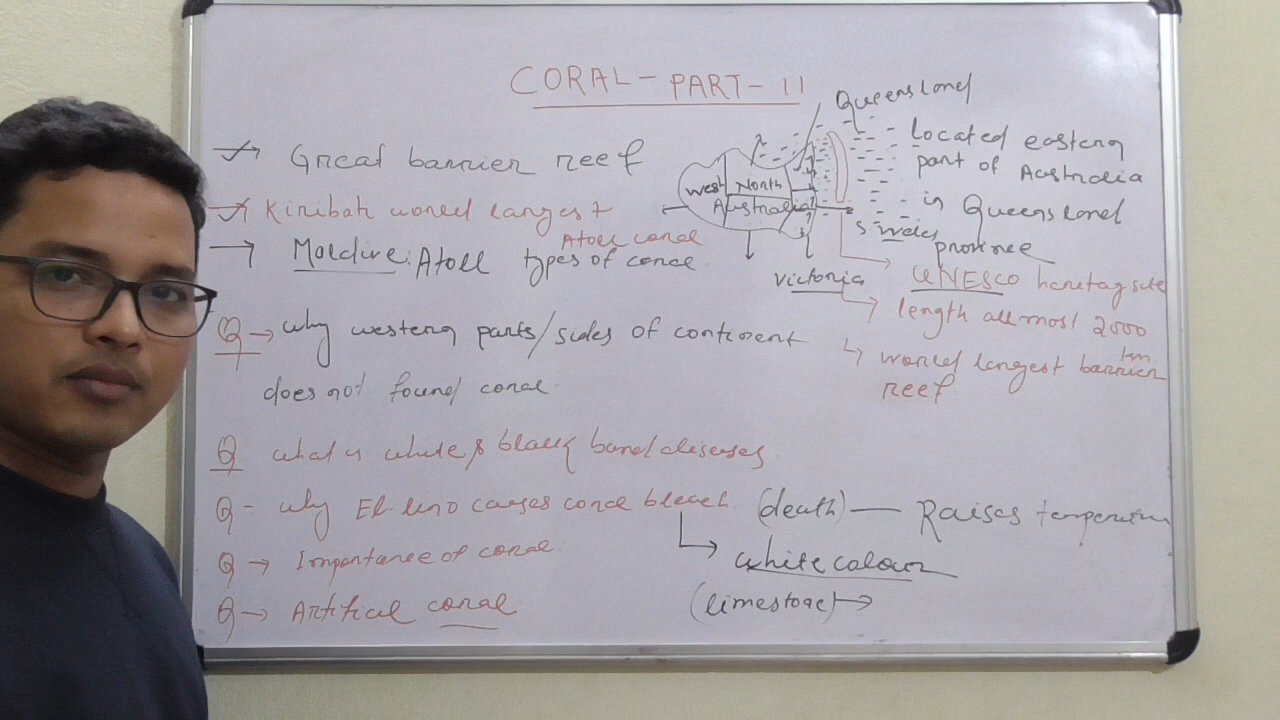 CORAL - PART - II
Great barrier reef
Kiribati world largest
Atoll coral
Maldive: Atoll types of coral
Queensland
West North
Australia
S Wales
Victoria
Located eastern
part of Australia
in Queensland
province
UNESCO heritag site
length allmost 2000
km
world largest barrier
REEF
Q → why western parts/sides of continent
does not found coral.
Q what is white & black band diseases
Q - why El-nino causes coral bleach. (death) — Raises temperature
white colour
(limestone) →
Q → Importance of coral.
Q → Artifical coral